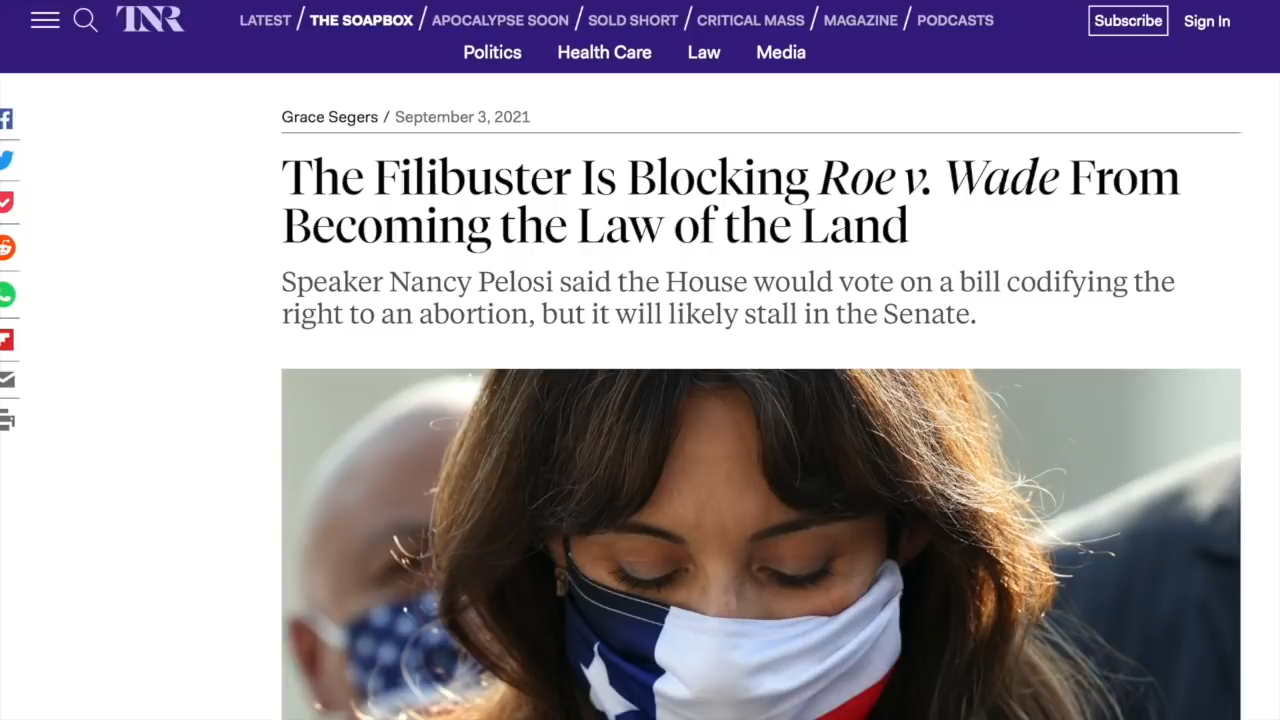 TNR
LATEST / THE SOAPBOX / APOCALYPSE SOON / SOLD SHORT / CRITICAL MASS / MAGAZINE / PODCASTS
Subscribe
Sign In
Politics Health Care Law Media
Grace Segers / September 3, 2021
The Filibuster Is Blocking Roe v. Wade From
Becoming the Law of the Land
Speaker Nancy Pelosi said the House would vote on a bill codifying the
right to an abortion, but it will likely stall in the Senate.